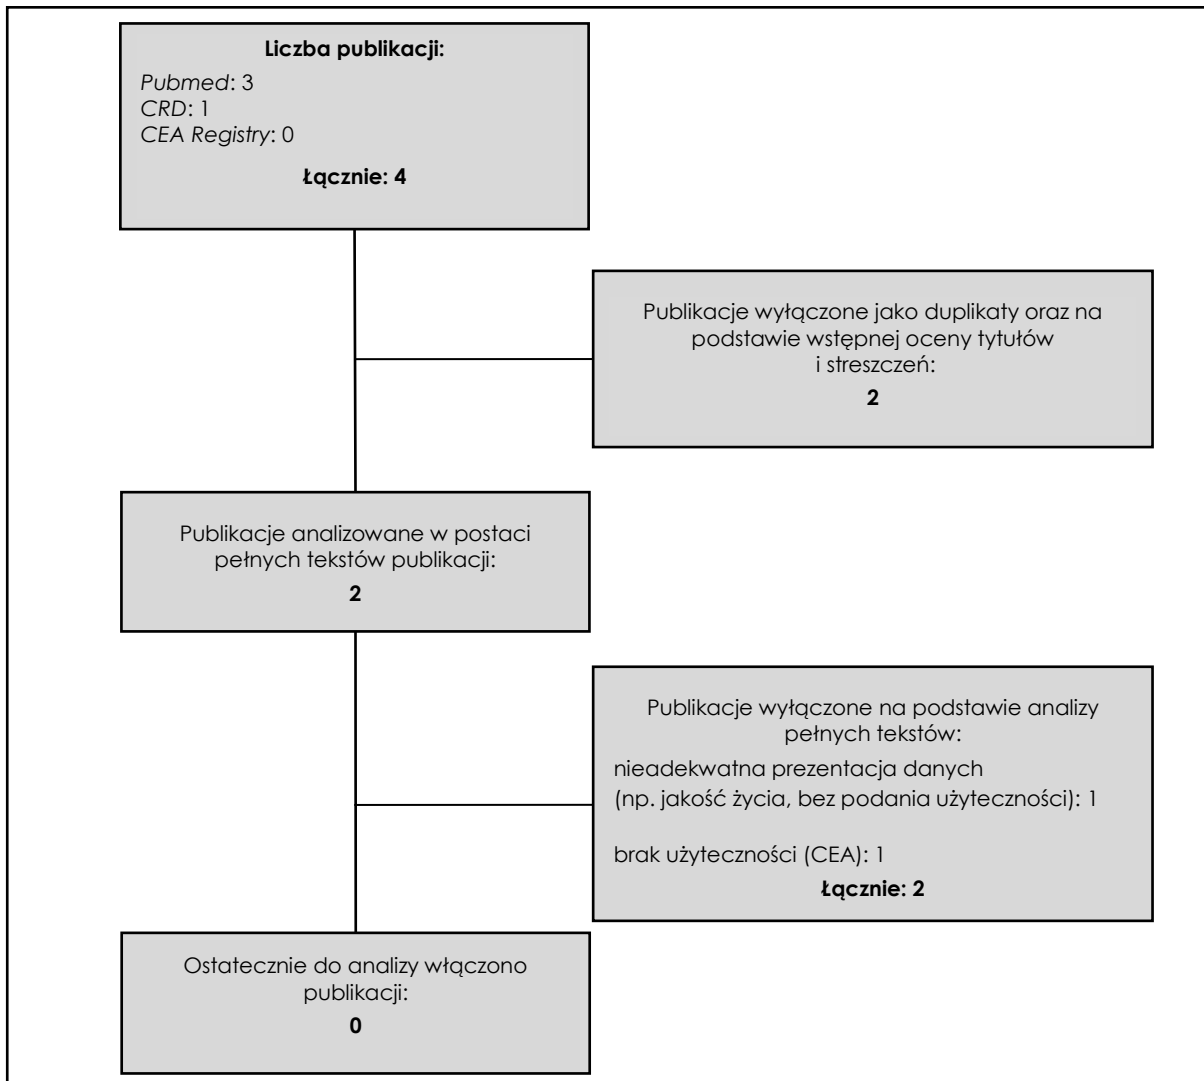 Liczba publikacji:
Pubmed: 3
CRD: 1
CEA Registry: 0
Łącznie: 4
Publikacje wyłączone jako duplikaty oraz na
podstawie wstępnej oceny tytułów
i streszczeń:
2
Publikacje analizowane w postaci
pełnych tekstów publikacji:
2
Publikacje wyłączone na podstawie analizy
pełnych tekstów:
nieadekwatna prezentacja danych
(np. jakość życia, bez podania użyteczności): 1
brak użyteczności (CEA): 1
Łącznie: 2
Ostatecznie do analizy włączono
publikacji:
0